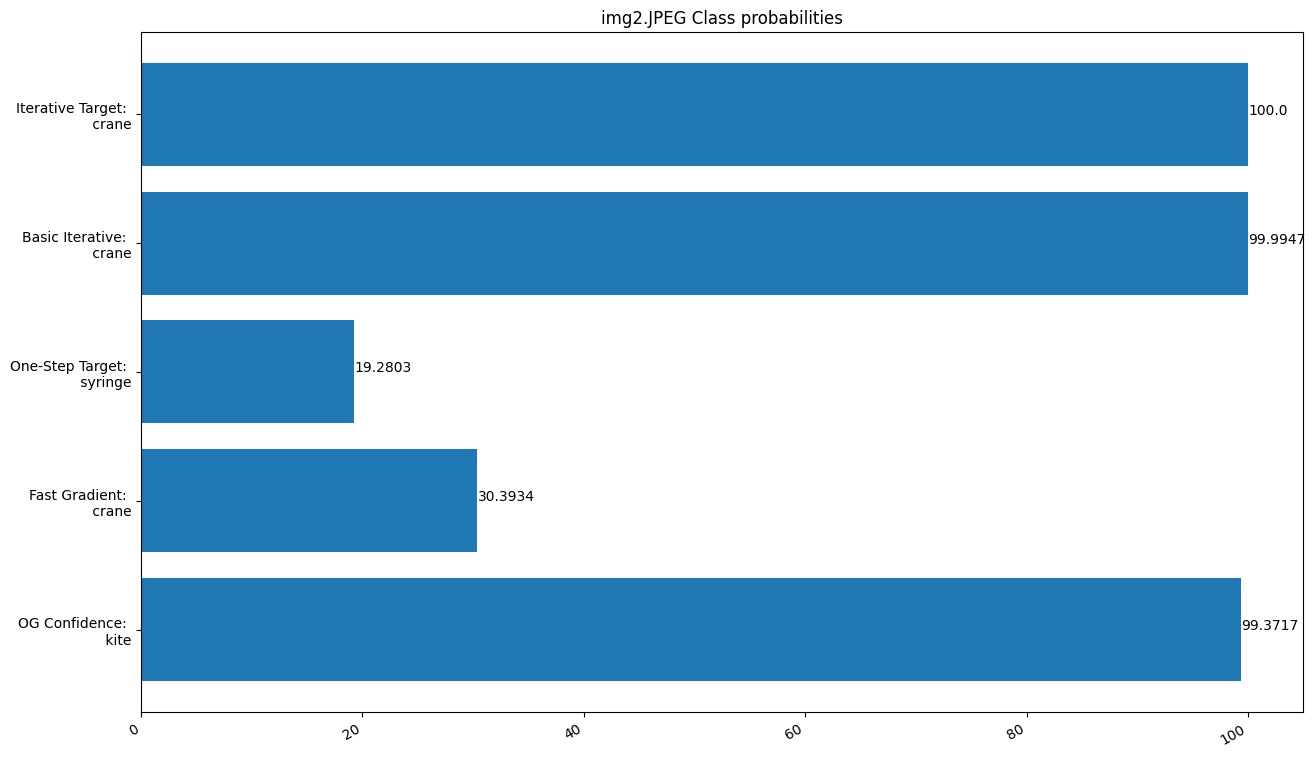 img2.JPEG Class probabilities
Iterative Target:
crane
100.0
Basic Iterative:
crane
99.9947
One-Step Target:
syringe
19.2803
Fast Gradient:
crane
30.3934
OG Confidence:
kite
99.3717
0
20
40
60
80
100